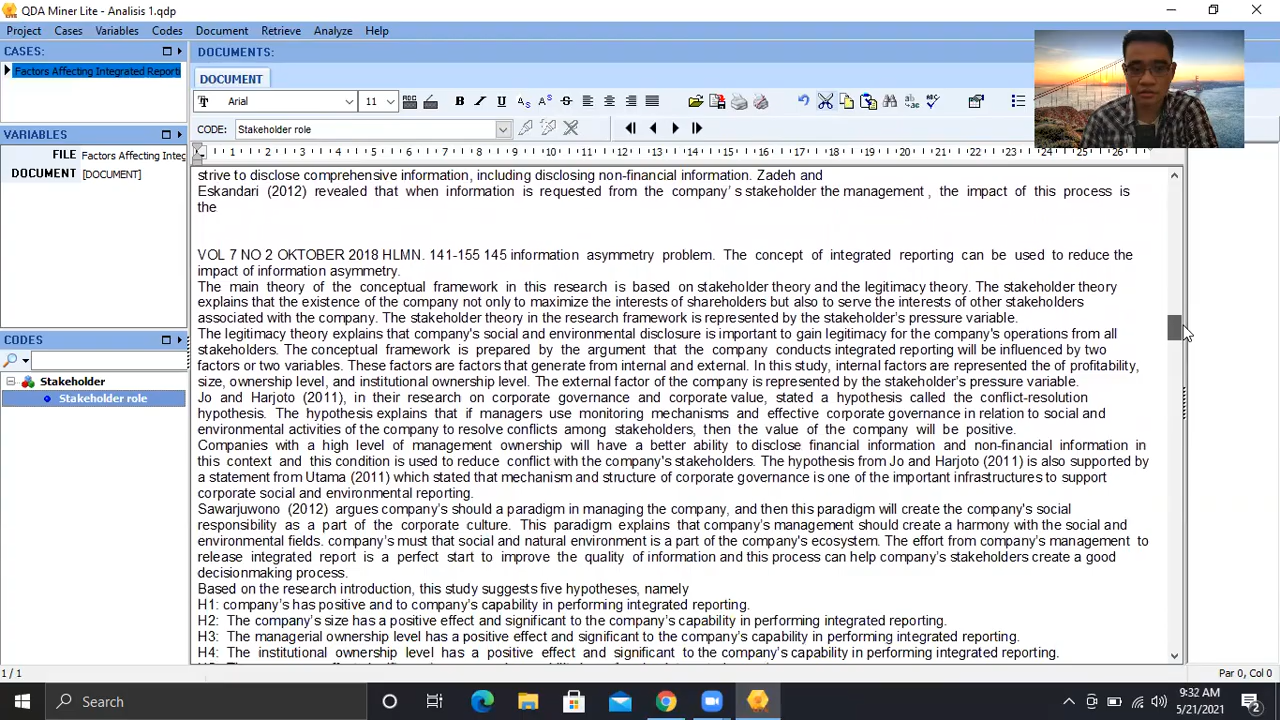 QDA Miner Lite - Analisis 1.qdp
Project Cases Variables Codes Document Retrieve Analyze Help
CASES:
Factors Affecting Integrated Reporti
VARIABLES
FILE Factors Affecting Integ
DOCUMENT [DOCUMENT]
CODES
Stakeholder
Stakeholder role
DOCUMENTS:
DOCUMENT
Arial 11 B I U S
CODE: Stakeholder role
1 2 3 4 5 6 7 8 9 10 11 12 13 14 15 16 17 18 19 20 21 22 23 24 25 26
strive to disclose comprehensive information, including disclosing non-financial information. Zadeh and
Eskandari (2012) revealed that when information is requested from the company' s stakeholder the management , the impact of this process is
the
VOL 7 NO 2 OKTOBER 2018 HLMN. 141-155 145 information asymmetry problem. The concept of integrated reporting can be used to reduce the
impact of information asymmetry.
The main theory of the conceptual framework in this research is based on stakeholder theory and the legitimacy theory. The stakeholder theory
explains that the existence of the company not only to maximize the interests of shareholders but also to serve the interests of other stakeholders
associated with the company. The stakeholder theory in the research framework is represented by the stakeholder's pressure variable.
The legitimacy theory explains that company's social and environmental disclosure is important to gain legitimacy for the company's operations from all
stakeholders. The conceptual framework is prepared by the argument that the company conducts integrated reporting will be influenced by two
factors or two variables. These factors are factors that generate from internal and external. In this study, internal factors are represented the of profitability,
size, ownership level, and institutional ownership level. The external factor of the company is represented by the stakeholder's pressure variable.
Jo and Harjoto (2011), in their research on corporate governance and corporate value, stated a hypothesis called the conflict-resolution
hypothesis. The hypothesis explains that if managers use monitoring mechanisms and effective corporate governance in relation to social and
environmental activities of the company to resolve conflicts among stakeholders, then the value of the company will be positive.
Companies with a high level of management ownership will have a better ability to disclose financial information and non-financial information in
this context and this condition is used to reduce conflict with the company's stakeholders. The hypothesis from Jo and Harjoto (2011) is also supported by
a statement from Utama (2011) which stated that mechanism and structure of corporate governance is one of the important infrastructures to support
corporate social and environmental reporting.
Sawarjuwono (2012) argues company's should a paradigm in managing the company, and then this paradigm will create the company's social
responsibility as a part of the corporate culture. This paradigm explains that company's management should create a harmony with the social and
environmental fields. company's must that social and natural environment is a part of the company's ecosystem. The effort from company's management to
release integrated report is a perfect start to improve the quality of information and this process can help company's stakeholders create a good
decisionmaking process.
Based on the research introduction, this study suggests five hypotheses, namely
H1: company's has positive and to company's capability in performing integrated reporting.
H2: The company's size has a positive effect and significant to the company's capability in performing integrated reporting.
H3: The managerial ownership level has a positive effect and significant to the company's capability in performing integrated reporting.
H4: The institutional ownership level has a positive effect and significant to the company's capability in performing integrated reporting.
1 / 1
Par 0, Col 0
Search
9:32 AM
5/21/2021
2